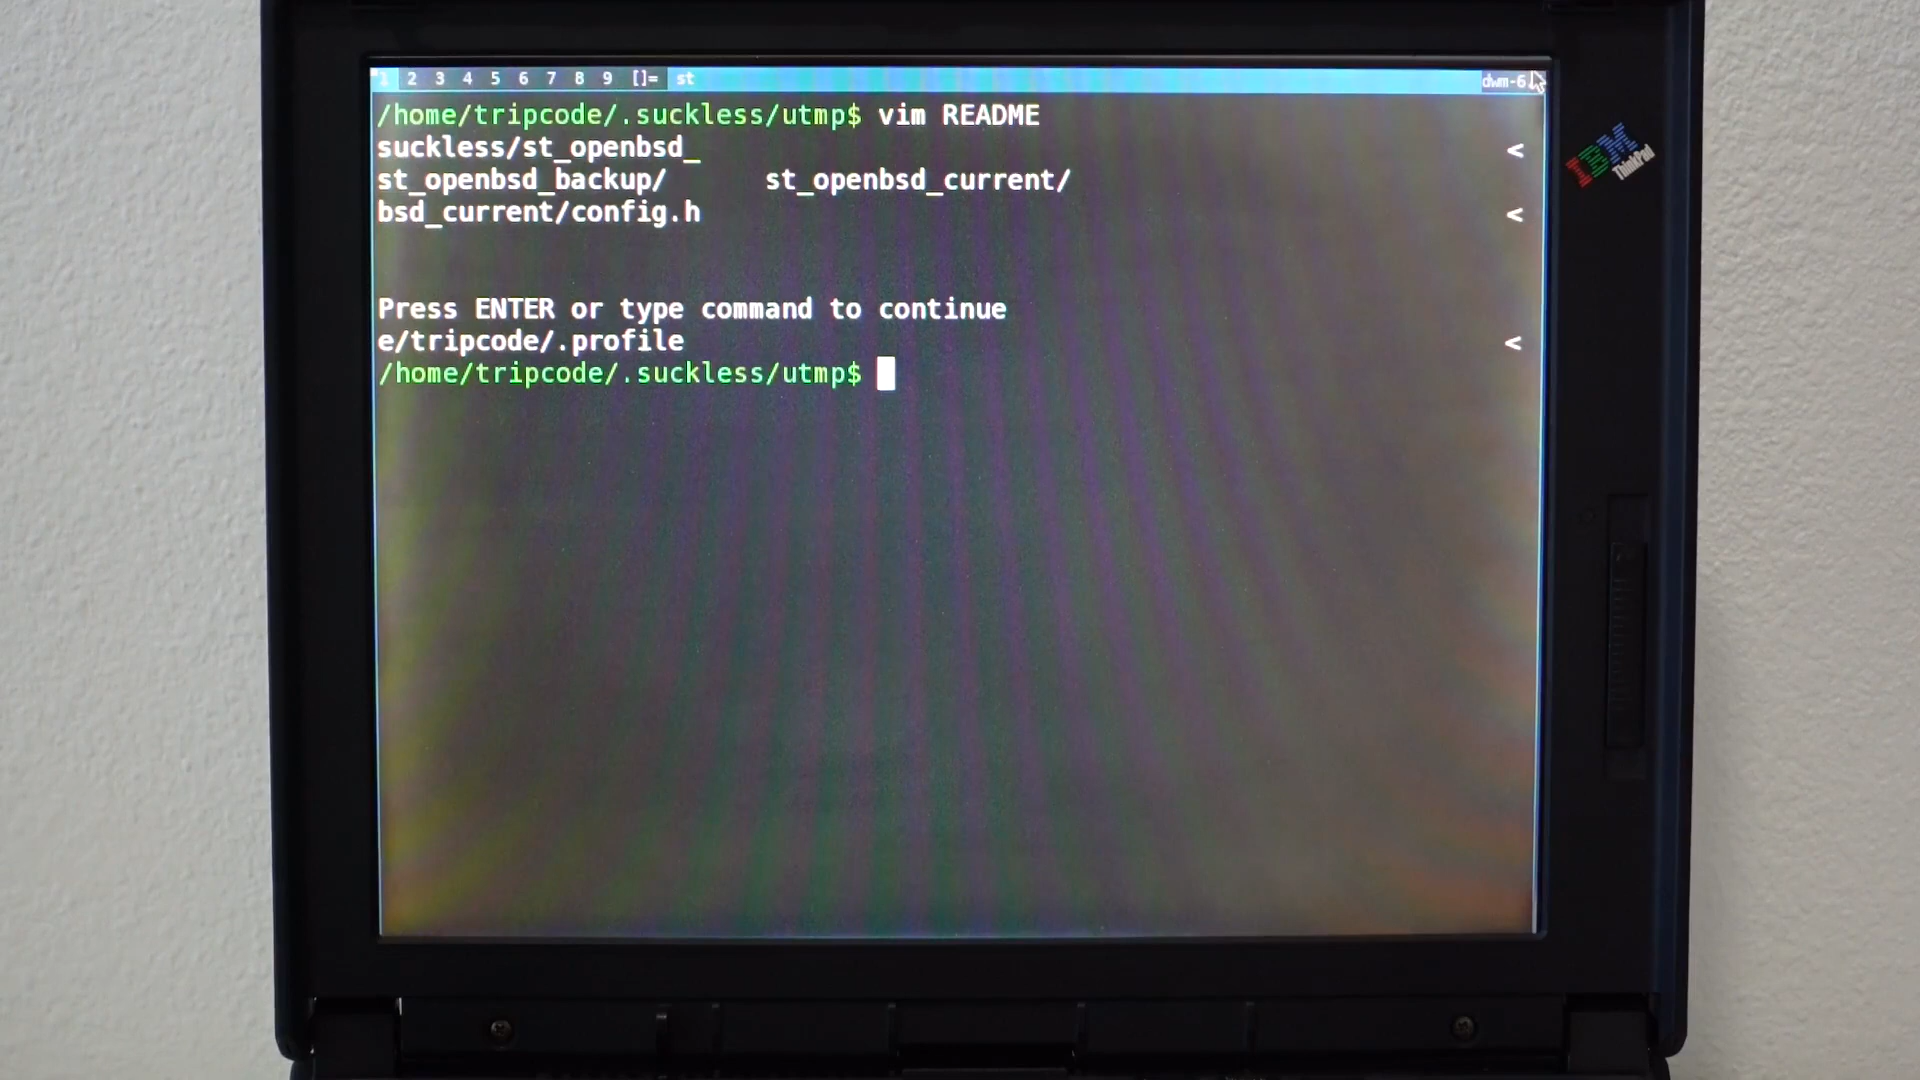 1 2 3 4 5 6 7 8 9 []= st dwm-6
/home/tripcode/.suckless/utmp$ vim README
suckless/st_openbsd_ <
st_openbsd_backup/ st_openbsd_current/
bsd_current/config.h <
Press ENTER or type command to continue
e/tripcode/.profile <
/home/tripcode/.suckless/utmp$
IBM
ThinkPad